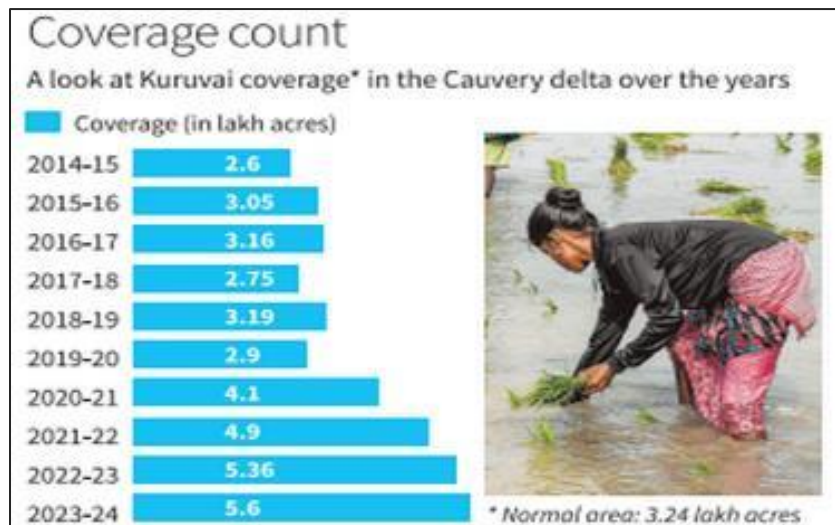 Coverage count
A look at Kuruvai coverage* in the Cauvery delta over the years
Coverage (in lakh acres)
2014-15 2.6
2015-16 3.05
2016-17 3.16
2017-18 2.75
2018-19 3.19
2019-20 2.9
2020-21 4.1
2021-22 4.9
2022-23 5.36
2023-24 5.6
* Normal area: 3.24 lakh acres